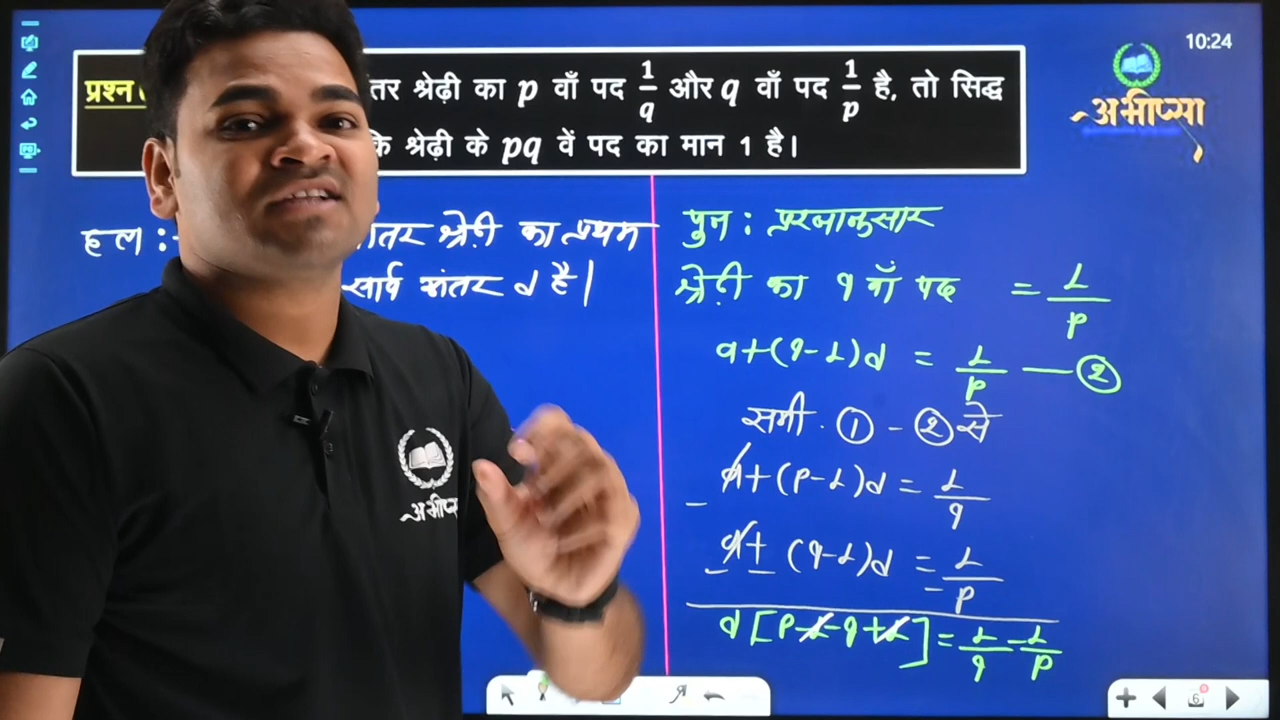 10:24
अभीप्सा
प्रश्न
तर श्रेढ़ी का p वाँ पद 1/q और q वाँ पद 1/p है, तो सिद्ध
कि श्रेढ़ी के pq वें पद का मान 1 है।
हल :-
ांतर श्रेढ़ी का प्रथम
सार्व अंतर d है।
पुन: प्रश्नानुसार
श्रेढ़ी का q वाँ पद = 1/p
a+(q-1)d = 1/p — ②
समी. ① - ② से
a+(p-1)d = 1/q
a+(q-1)d = 1/p
d[p-1-q+1] = 1/q - 1/p
अभीप्सा